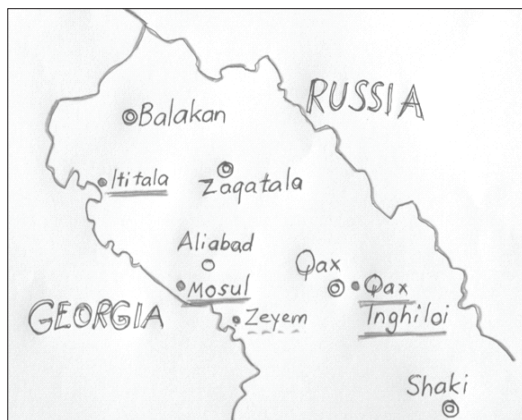 RUSSIA
Balakan
Ititala
Zaqatala
Aliabad
Mosul
Qax
Qax
Inghiloi
GEORGIA
Zeyem
Shaki